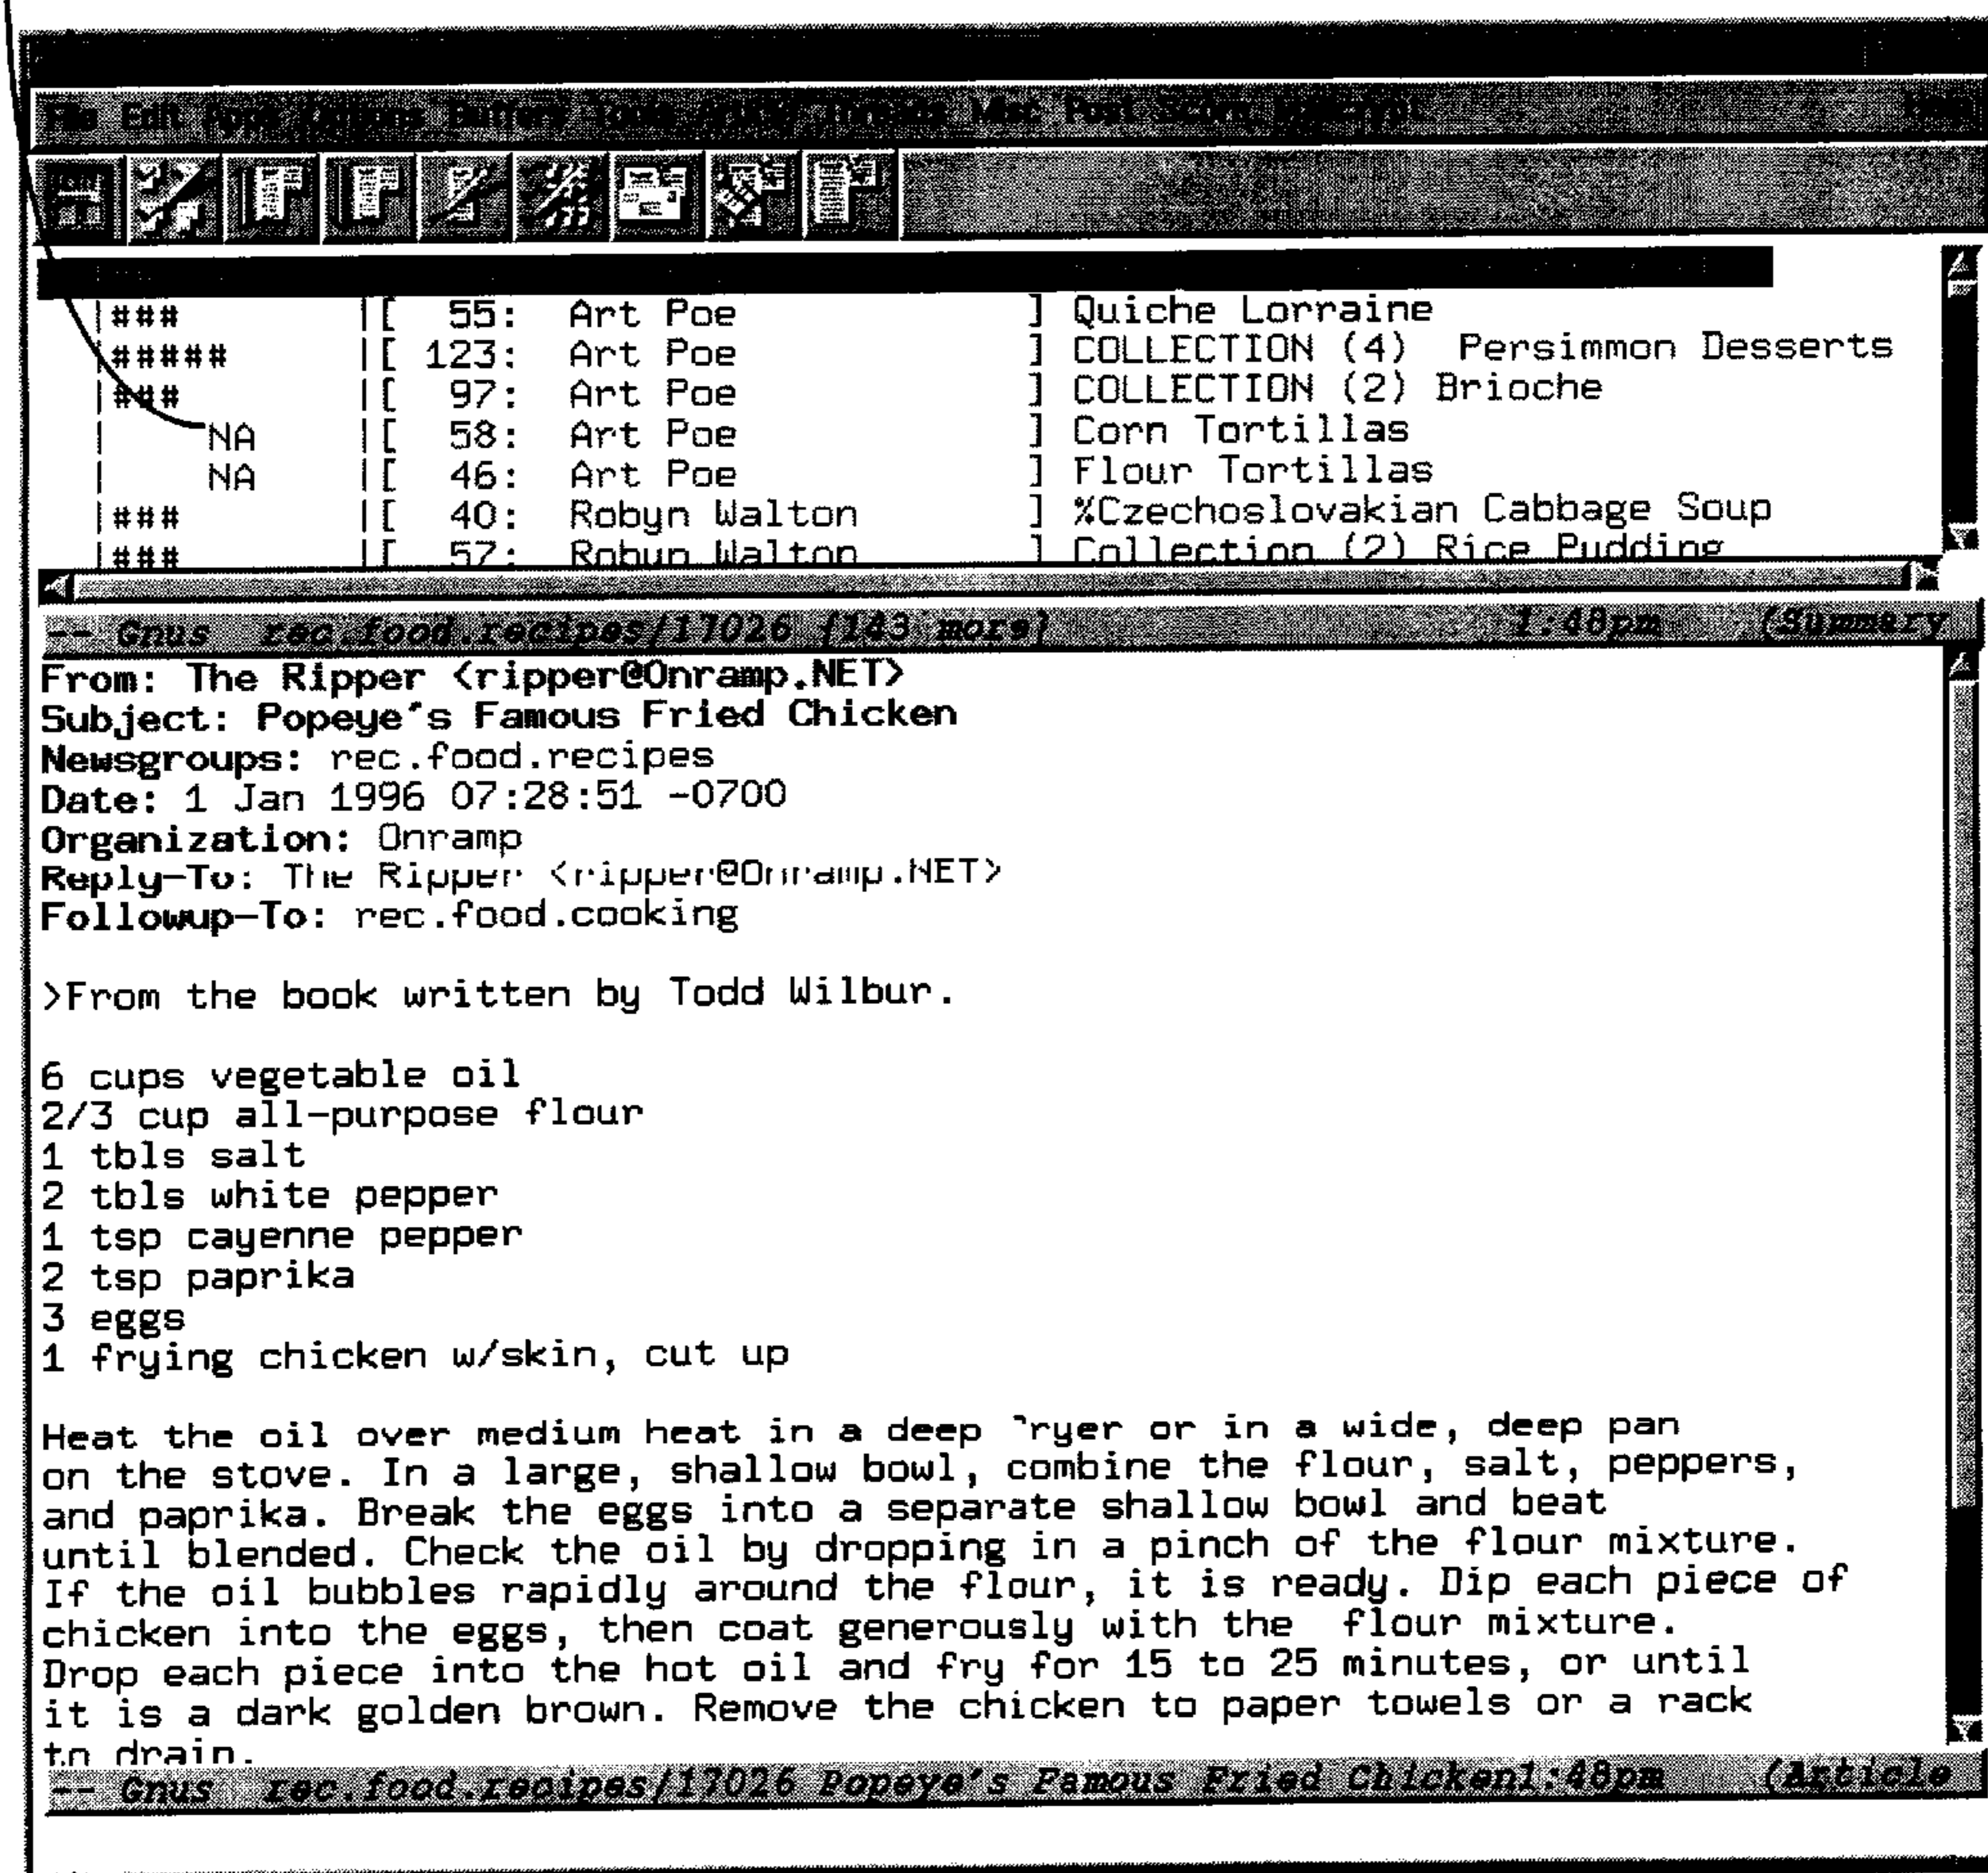 File Edit Apps Options Buffers Tools Article Threads Misc Post Score
### |[ 55: Art Poe ] Quiche Lorraine
##### |[ 123: Art Poe ] COLLECTION (4) Persimmon Desserts
### |[ 97: Art Poe ] COLLECTION (2) Brioche
NA |[ 58: Art Poe ] Corn Tortillas
NA |[ 46: Art Poe ] Flour Tortillas
### |[ 40: Robyn Walton ] %Czechoslovakian Cabbage Soup
### |[ 57: Robyn Walton ] Collection (2) Rice Pudding
-- Gnus rec.food.recipes/17026 {143 more} 1:48pm (Summary
From: The Ripper <ripper@Onramp.NET>
Subject: Popeye's Famous Fried Chicken
Newsgroups: rec.food.recipes
Date: 1 Jan 1996 07:28:51 -0700
Organization: Onramp
Reply-To: The Ripper <ripper@Onramp.NET>
Followup-To: rec.food.cooking
>From the book written by Todd Wilbur.
6 cups vegetable oil
2/3 cup all-purpose flour
1 tbls salt
2 tbls white pepper
1 tsp cayenne pepper
2 tsp paprika
3 eggs
1 frying chicken w/skin, cut up
Heat the oil over medium heat in a deep fryer or in a wide, deep pan
on the stove. In a large, shallow bowl, combine the flour, salt, peppers,
and paprika. Break the eggs into a separate shallow bowl and beat
until blended. Check the oil by dropping in a pinch of the flour mixture.
If the oil bubbles rapidly around the flour, it is ready. Dip each piece of
chicken into the eggs, then coat generously with the flour mixture.
Drop each piece into the hot oil and fry for 15 to 25 minutes, or until
it is a dark golden brown. Remove the chicken to paper towels or a rack
to drain.
-- Gnus rec.food.recipes/17026 Popeye's Famous Fried Chicken1:48pm (Article